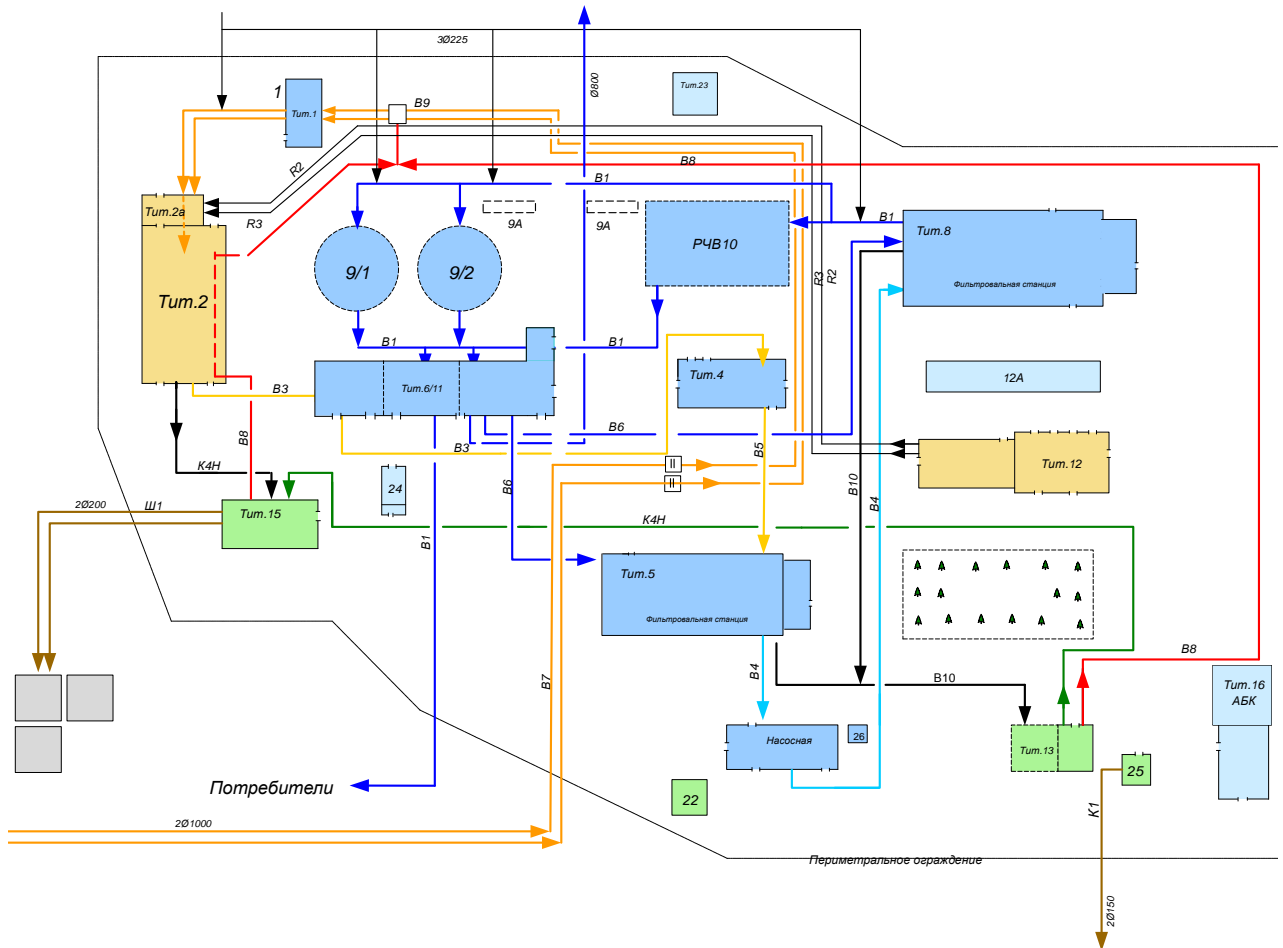 3Ø225
Ø800
Тит.23
1
Тит.1
В9
R2
В8
В1
Тит.2а
R3
9А
9А
В1
РЧВ10
Тит.8
9/1
9/2
R3
R2
Тит.2
Фильтровальная станция
В1
В1
Тит.6/11
Тит.4
12А
В3
В8
В6
В3
В5
К4Н
В10
Тит.12
В6
24
В4
2Ø200
Ш1
Тит.15
К4Н
В1
Тит.5
Фильтровальная станция
В8
В4
В7
В10
Тит.16
АБК
Насосная
26
Тит.13
25
Потребители
22
К1
2Ø1000
Периметральное ограждение
2Ø150